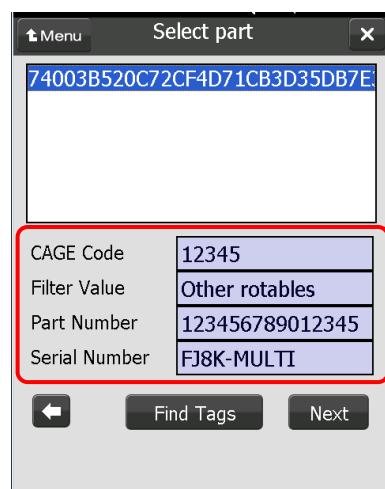 Menu
Select part
74003B520C72CF4D71CB3D35DB7E
CAGE Code 12345
Filter Value Other rotables
Part Number 123456789012345
Serial Number FJ8K-MULTI
Find Tags Next